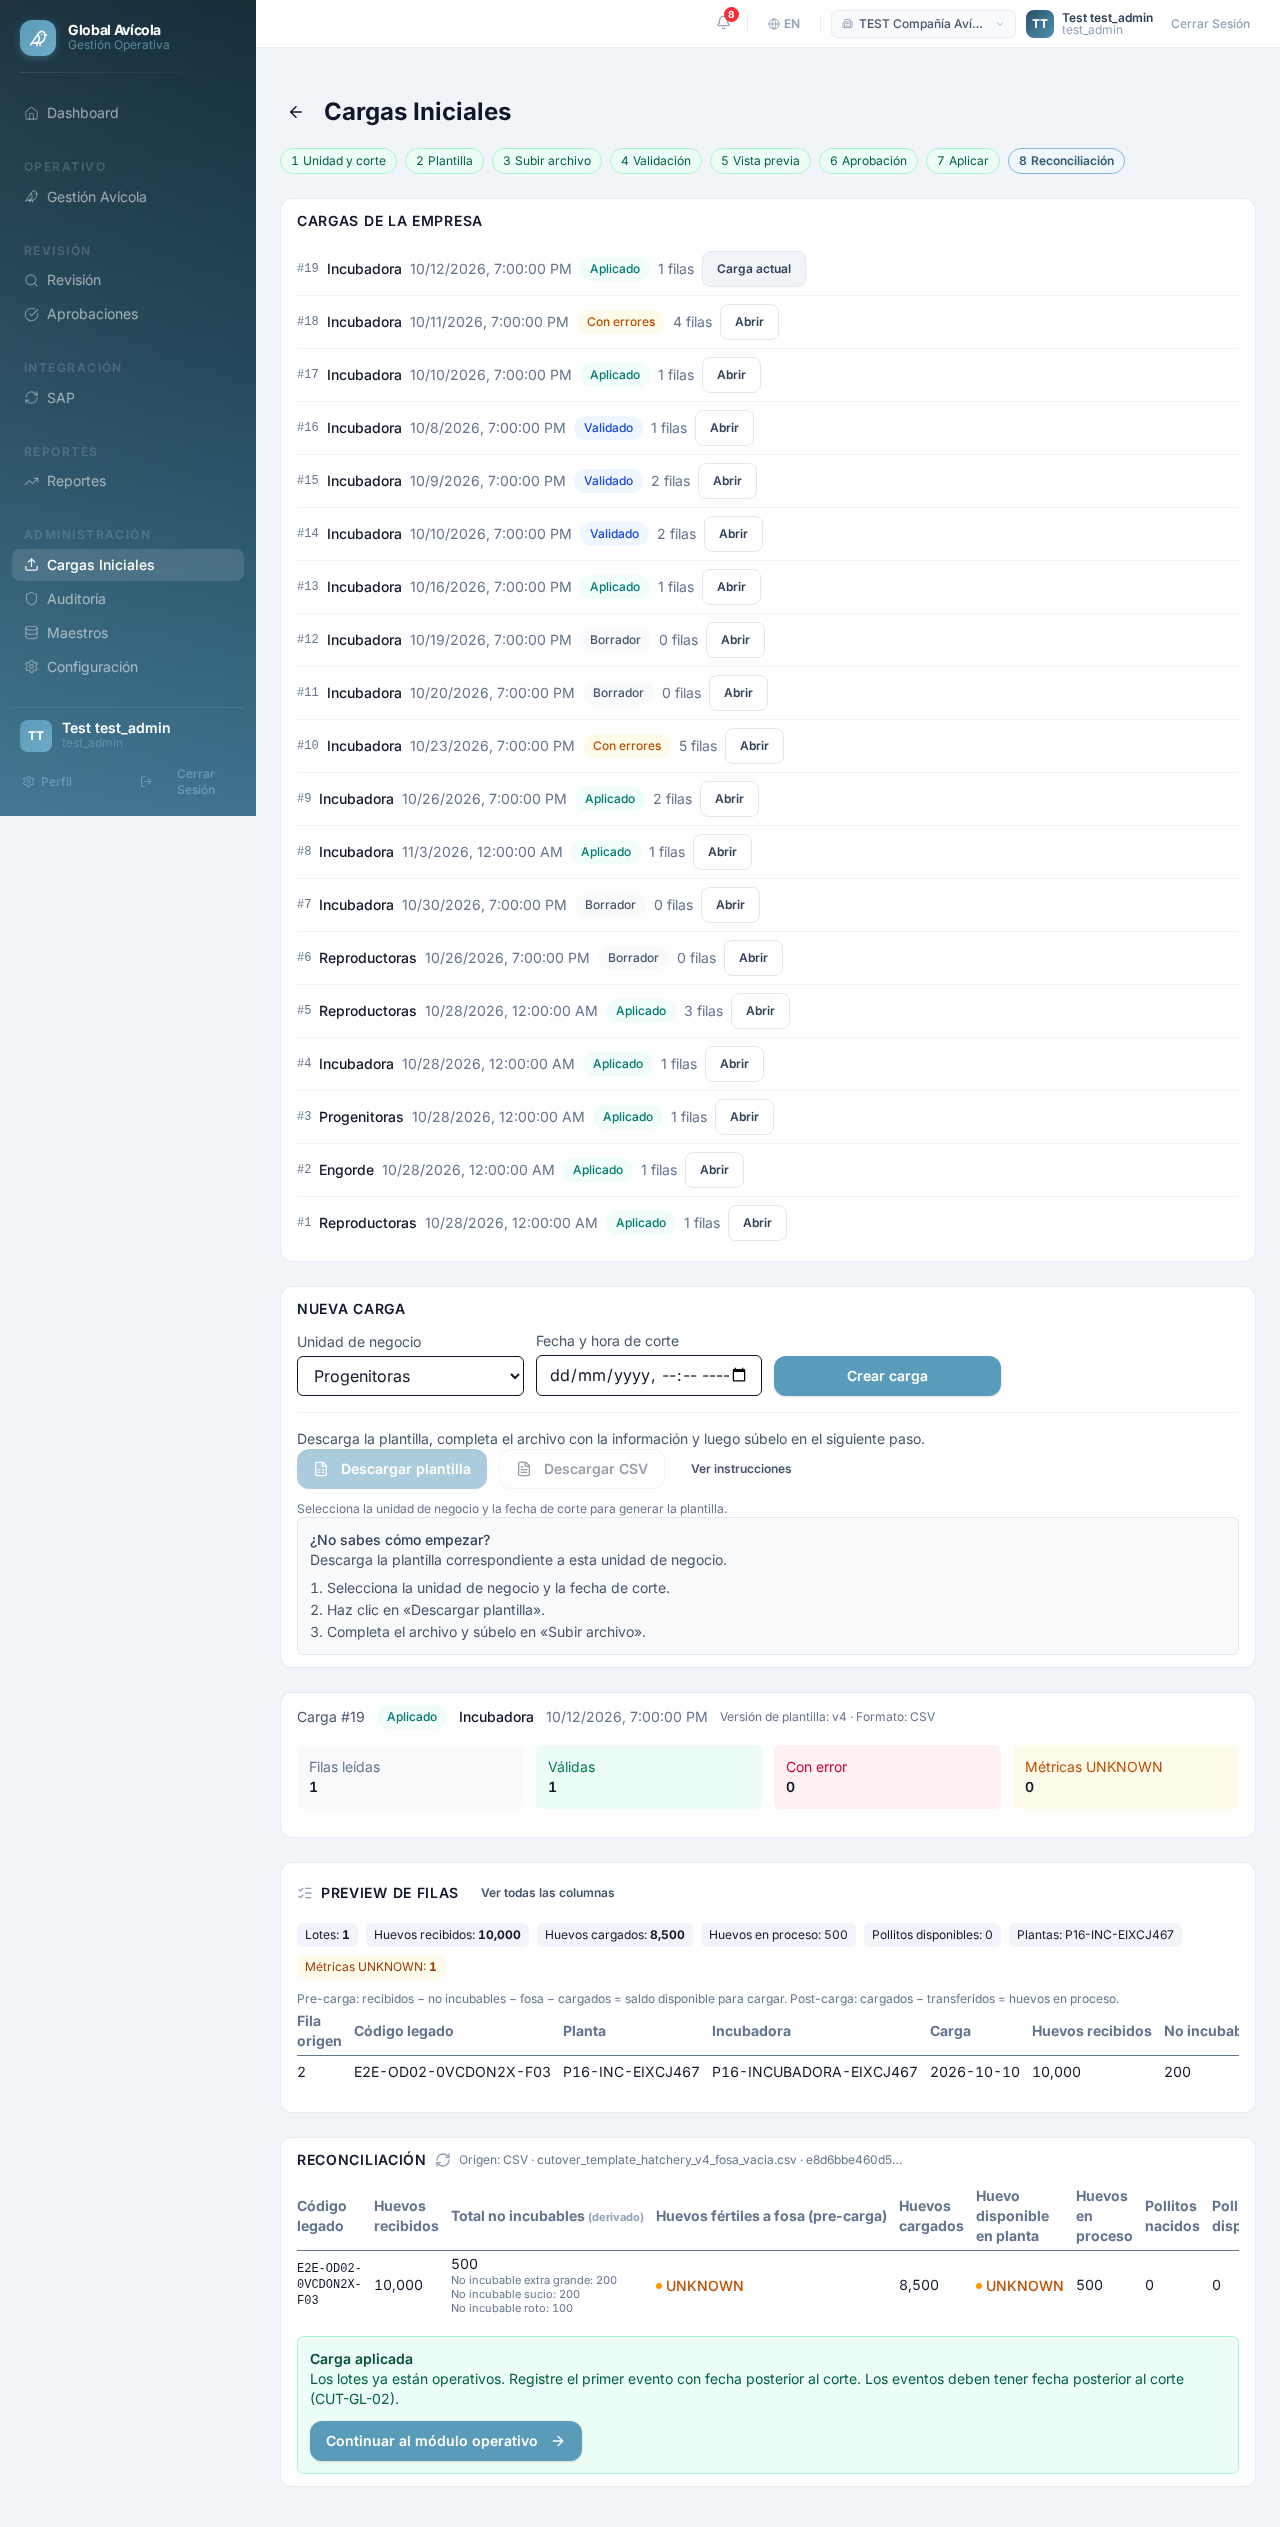 Global Avícola
Gestión Operativa
Dashboard
OPERATIVO
Gestión Avícola
REVISIÓN
Revisión
Aprobaciones
INTEGRACIÓN
SAP
REPORTES
Reportes
ADMINISTRACIÓN
Cargas Iniciales
Auditoría
Maestros
Configuración
TT
Test test_admin
test_admin
Perfil
Cerrar Sesión
8
EN
TEST Compañía Aví...
TT
Test test_admin
test_admin
Cerrar Sesión
Cargas Iniciales
1 Unidad y corte
2 Plantilla
3 Subir archivo
4 Validación
5 Vista previa
6 Aprobación
7 Aplicar
8 Reconciliación
CARGAS DE LA EMPRESA
#19 Incubadora 10/12/2026, 7:00:00 PM Aplicado 1 filas Carga actual
#18 Incubadora 10/11/2026, 7:00:00 PM Con errores 4 filas Abrir
#17 Incubadora 10/10/2026, 7:00:00 PM Aplicado 1 filas Abrir
#16 Incubadora 10/8/2026, 7:00:00 PM Validado 1 filas Abrir
#15 Incubadora 10/9/2026, 7:00:00 PM Validado 2 filas Abrir
#14 Incubadora 10/10/2026, 7:00:00 PM Validado 2 filas Abrir
#13 Incubadora 10/16/2026, 7:00:00 PM Aplicado 1 filas Abrir
#12 Incubadora 10/19/2026, 7:00:00 PM Borrador 0 filas Abrir
#11 Incubadora 10/20/2026, 7:00:00 PM Borrador 0 filas Abrir
#10 Incubadora 10/23/2026, 7:00:00 PM Con errores 5 filas Abrir
#9 Incubadora 10/26/2026, 7:00:00 PM Aplicado 2 filas Abrir
#8 Incubadora 11/3/2026, 12:00:00 AM Aplicado 1 filas Abrir
#7 Incubadora 10/30/2026, 7:00:00 PM Borrador 0 filas Abrir
#6 Reproductoras 10/26/2026, 7:00:00 PM Borrador 0 filas Abrir
#5 Reproductoras 10/28/2026, 12:00:00 AM Aplicado 3 filas Abrir
#4 Incubadora 10/28/2026, 12:00:00 AM Aplicado 1 filas Abrir
#3 Progenitoras 10/28/2026, 12:00:00 AM Aplicado 1 filas Abrir
#2 Engorde 10/28/2026, 12:00:00 AM Aplicado 1 filas Abrir
#1 Reproductoras 10/28/2026, 12:00:00 AM Aplicado 1 filas Abrir
NUEVA CARGA
Unidad de negocio
Progenitoras
Fecha y hora de corte
dd/mm/yyyy, --:-- ----
Crear carga
Descarga la plantilla, completa el archivo con la información y luego súbelo en el siguiente paso.
Descargar plantilla
Descargar CSV
Ver instrucciones
Selecciona la unidad de negocio y la fecha de corte para generar la plantilla.
¿No sabes cómo empezar?
Descarga la plantilla correspondiente a esta unidad de negocio.
1. Selecciona la unidad de negocio y la fecha de corte.
2. Haz clic en «Descargar plantilla».
3. Completa el archivo y súbelo en «Subir archivo».
Carga #19 Aplicado Incubadora 10/12/2026, 7:00:00 PM Versión de plantilla: v4 · Formato: CSV
Filas leídas
1
Válidas
1
Con error
0
Métricas UNKNOWN
0
PREVIEW DE FILAS
Ver todas las columnas
Lotes: 1
Huevos recibidos: 10,000
Huevos cargados: 8,500
Huevos en proceso: 500
Pollitos disponibles: 0
Plantas: P16-INC-EIXCJ467
Métricas UNKNOWN: 1
Pre-carga: recibidos − no incubables − fosa − cargados = saldo disponible para cargar. Post-carga: cargados − transferidos = huevos en proceso.
Fila origen Código legado Planta Incubadora Carga Huevos recibidos No incubab
2 E2E-OD02-0VCDON2X-F03 P16-INC-EIXCJ467 P16-INCUBADORA-EIXCJ467 2026-10-10 10,000 200
RECONCILIACIÓN
Origen: CSV · cutover_template_hatchery_v4_fosa_vacia.csv · e8d6bbe460d5...
Código legado
Huevos recibidos
Total no incubables (derivado)
Huevos fértiles a fosa (pre-carga)
Huevos cargados
Huevo disponible en planta
Huevos en proceso
Pollitos nacidos
Poll
disp
E2E-OD02-0VCDON2X-F03
10,000
500
No incubable extra grande: 200
No incubable sucio: 200
No incubable roto: 100
UNKNOWN
8,500
UNKNOWN
500
0
0
Carga aplicada
Los lotes ya están operativos. Registre el primer evento con fecha posterior al corte. Los eventos deben tener fecha posterior al corte
(CUT-GL-02).
Continuar al módulo operativo